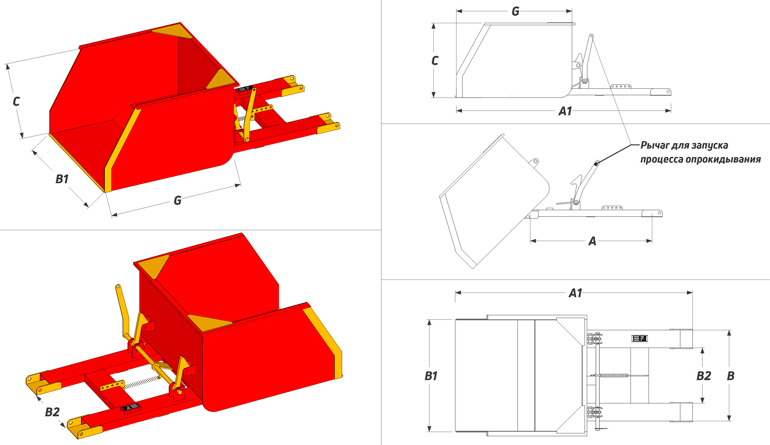 C
B1
G
G
C
A1
Рычаг для запуска
процесса опрокидывания
A
B2
A1
B1
B2
B